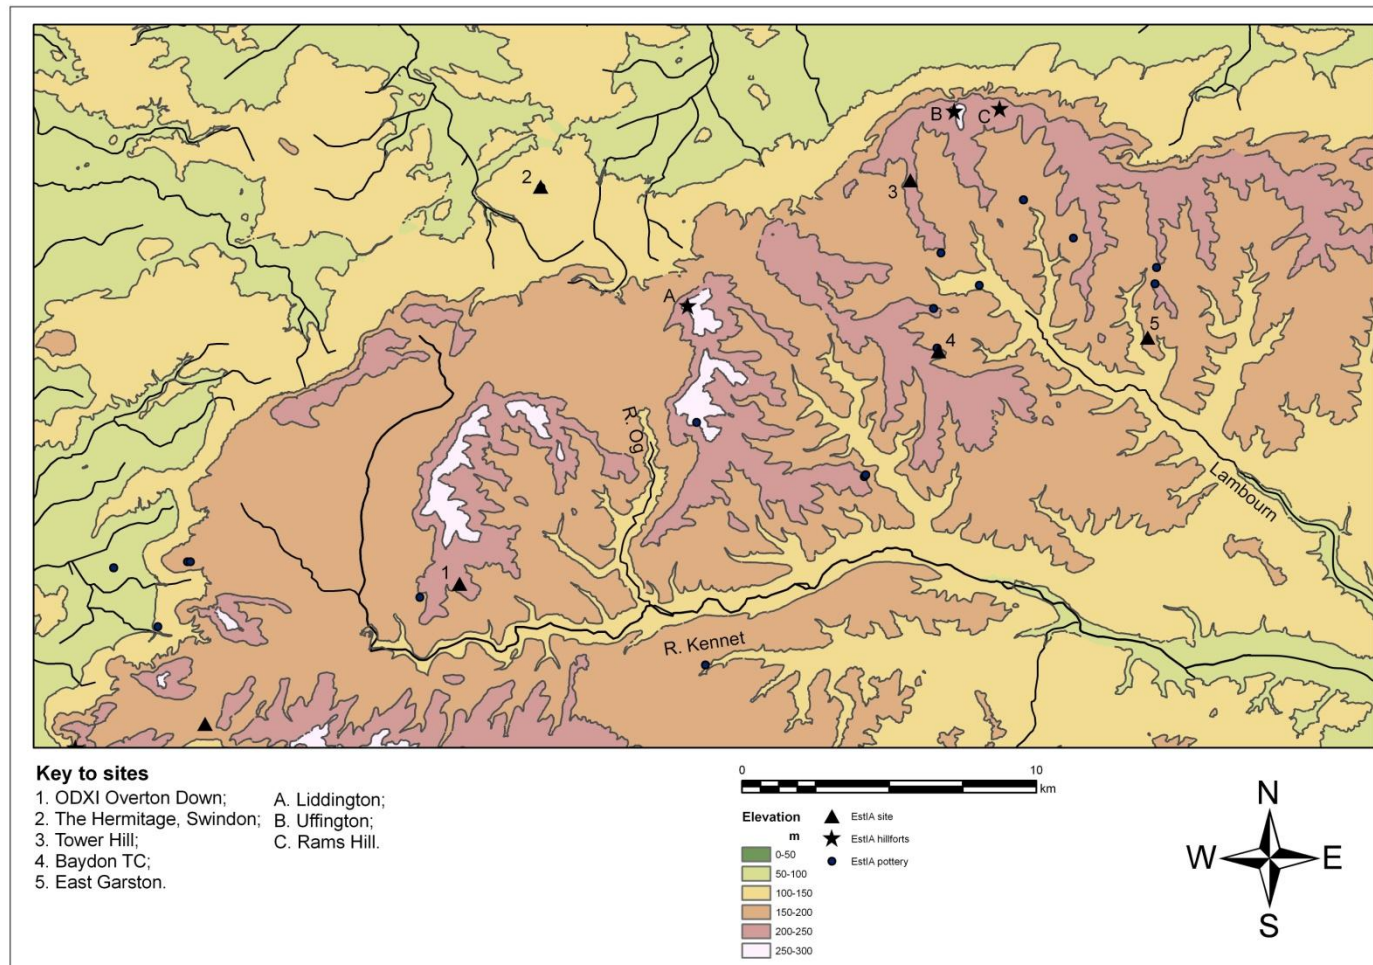 B
C
2
3
A
4
5
R. Og
Lambourn
1
R. Kennet
Key to sites
1. ODXI Overton Down;
2. The Hermitage, Swindon;
3. Tower Hill;
4. Baydon TC;
5. East Garston.
A. Liddington;
B. Uffington;
C. Rams Hill.
0 10
km
Elevation
m
0-50
50-100
100-150
150-200
200-250
250-300
EstIA site
EstIA hillforts
EstIA pottery
N
W E
S